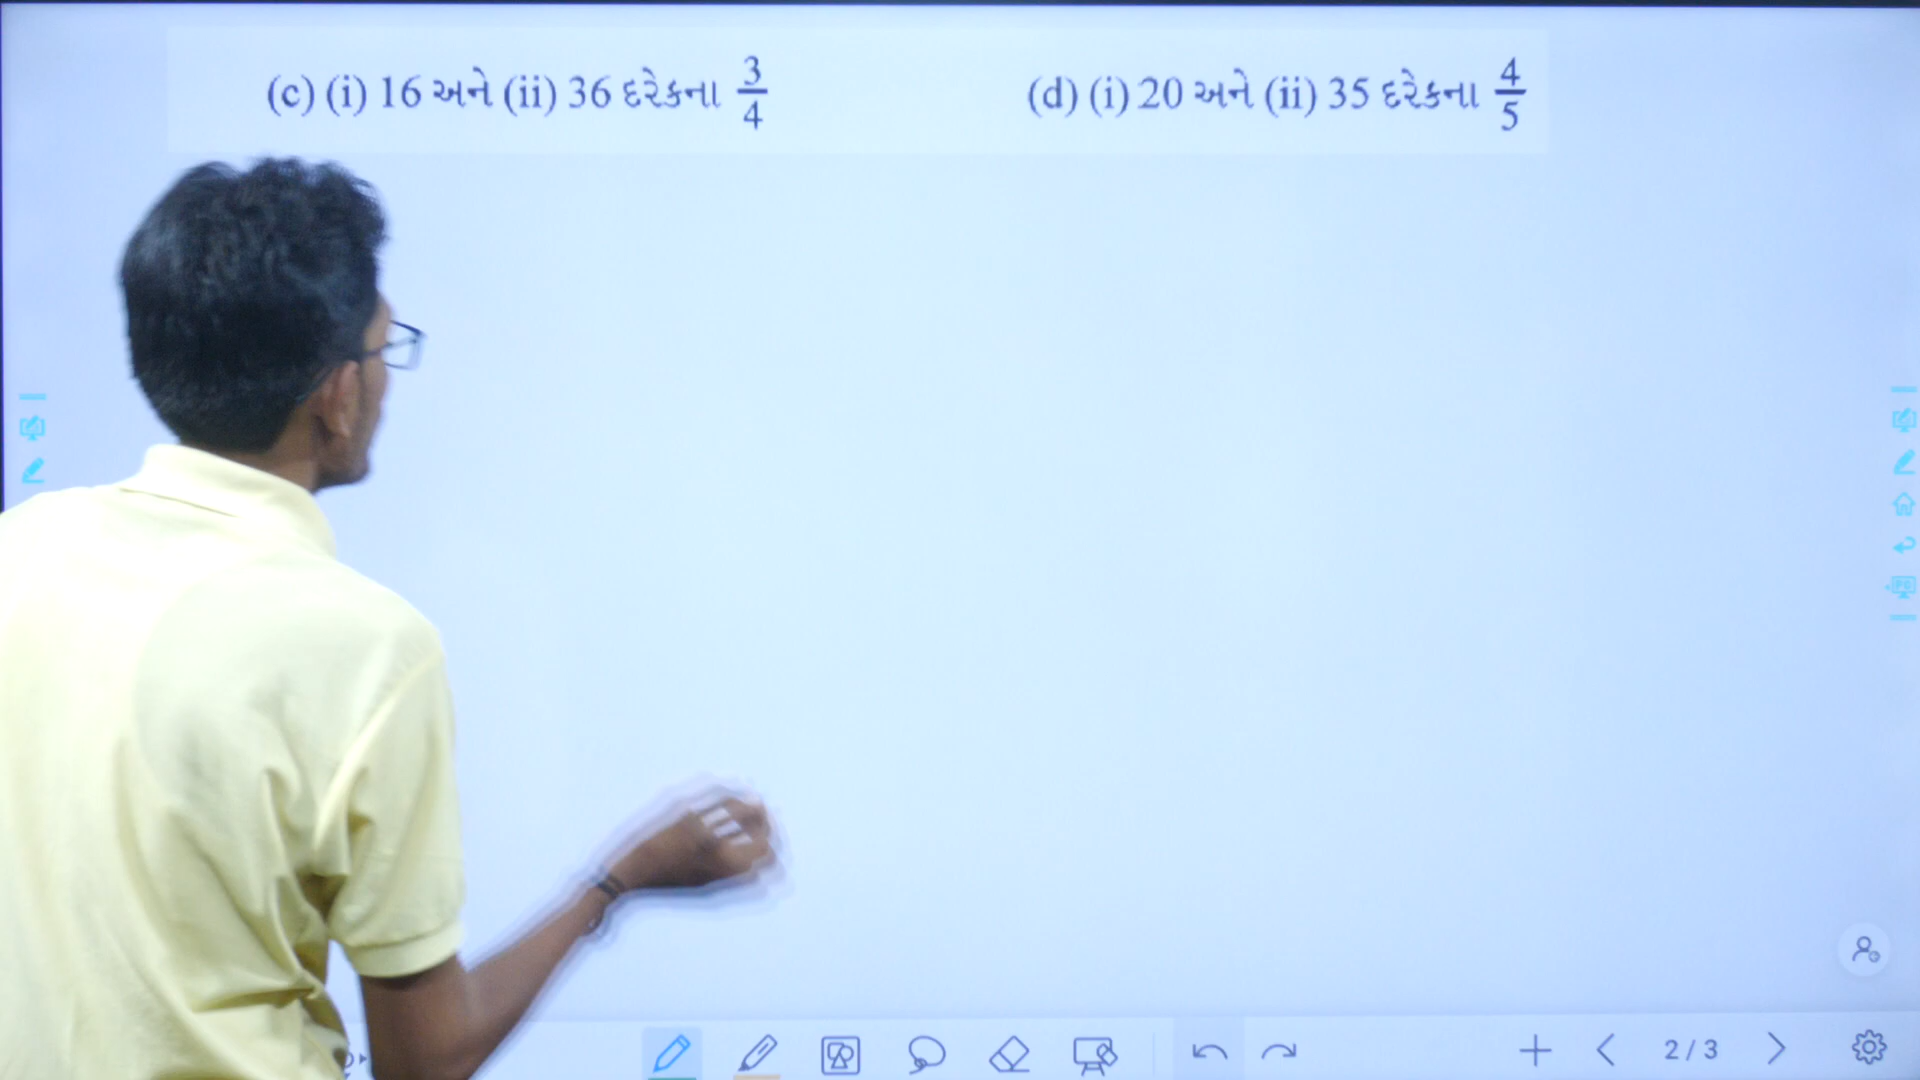 (c) (i) 16 અને (ii) 36 દરેકના 3/4
(d) (i) 20 અને (ii) 35 દરેકના 4/5
2/3